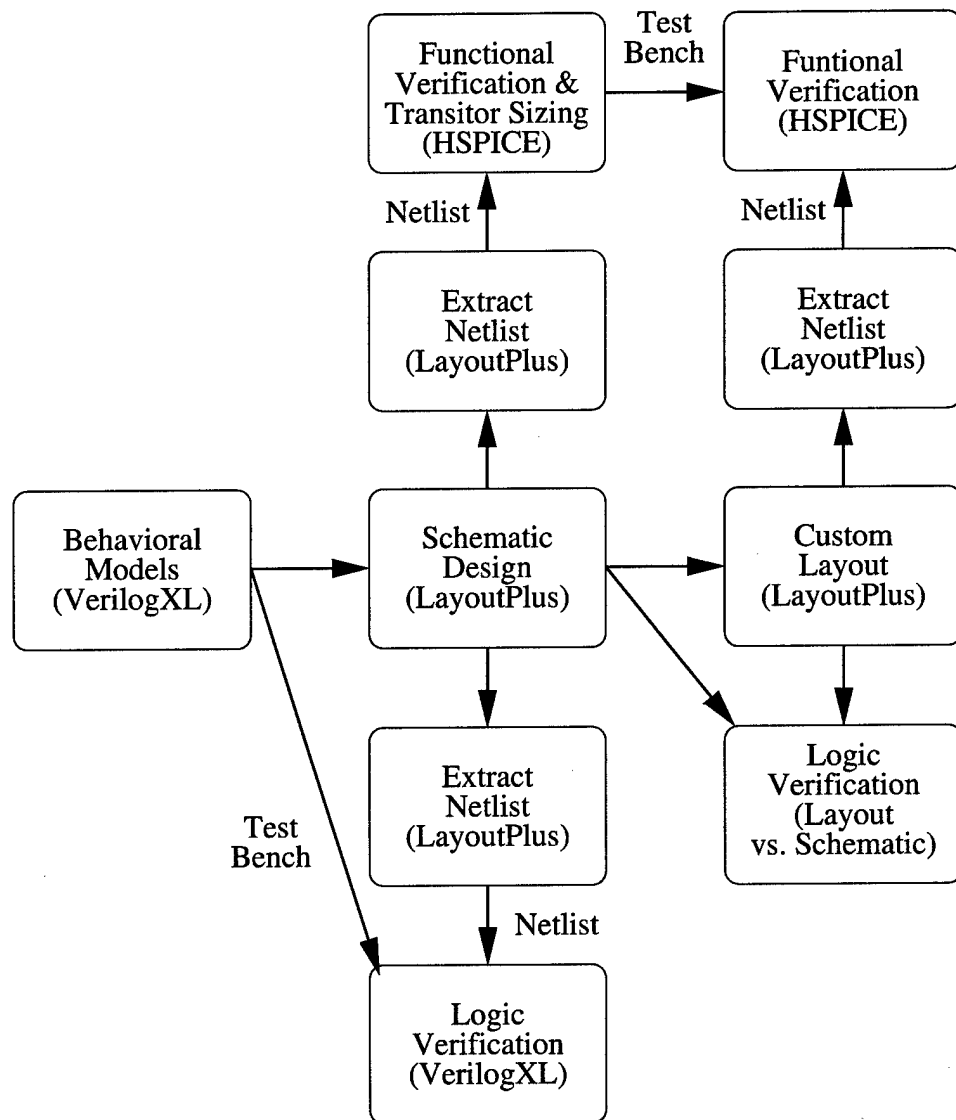 Functional
Verification &
Transitor Sizing
(HSPICE)
Test
Bench
Funtional
Verification
(HSPICE)
Netlist
Netlist
Extract
Netlist
(LayoutPlus)
Extract
Netlist
(LayoutPlus)
Behavioral
Models
(VerilogXL)
Schematic
Design
(LayoutPlus)
Custom
Layout
(LayoutPlus)
Test
Bench
Extract
Netlist
(LayoutPlus)
Logic
Verification
(Layout
vs. Schematic)
Netlist
Logic
Verification
(VerilogXL)